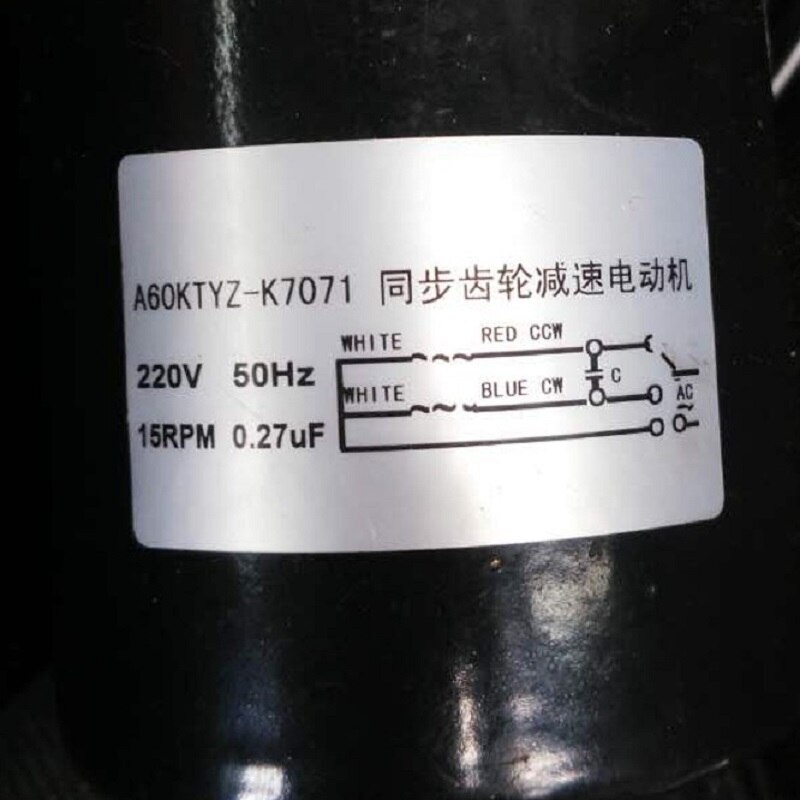 A60KTYZ-K7071 同步齿轮减速电动机
WHITE RED CCW
220V 50Hz
C
WHITE BLUE CW
AC
15RPM 0.27uF
~